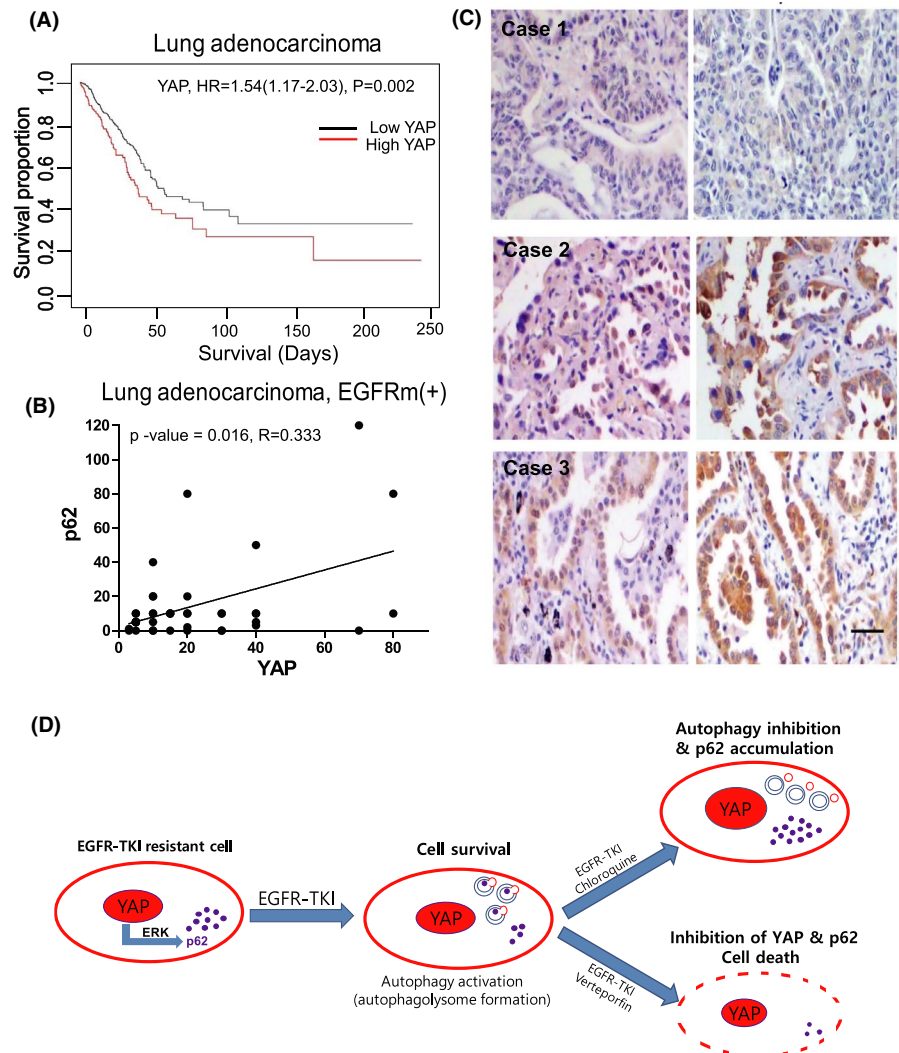 (A)
Lung adenocarcinoma
YAP, HR=1.54(1.17-2.03), P=0.002
Low YAP
High YAP
Survival proportion
1.0
0.8
0.6
0.4
0.2
0.0
0
50
100
150
200
250
Survival (Days)
(B)
Lung adenocarcinoma, EGFRm(+)
p -value = 0.016, R=0.333
p62
120
100
80
60
40
20
0
0
20
40
60
80
YAP
(C)
Case 1
Case 2
Case 3
(D)
EGFR-TKI resistant cell
YAP
ERK
p62
EGFR-TKI
Cell survival
YAP
Autophagy activation
(autophagolysome formation)
EGFR-TKI
Chloroquine
Autophagy inhibition
& p62 accumulation
YAP
EGFR-TKI
Verteporfin
Inhibition of YAP & p62
Cell death
YAP